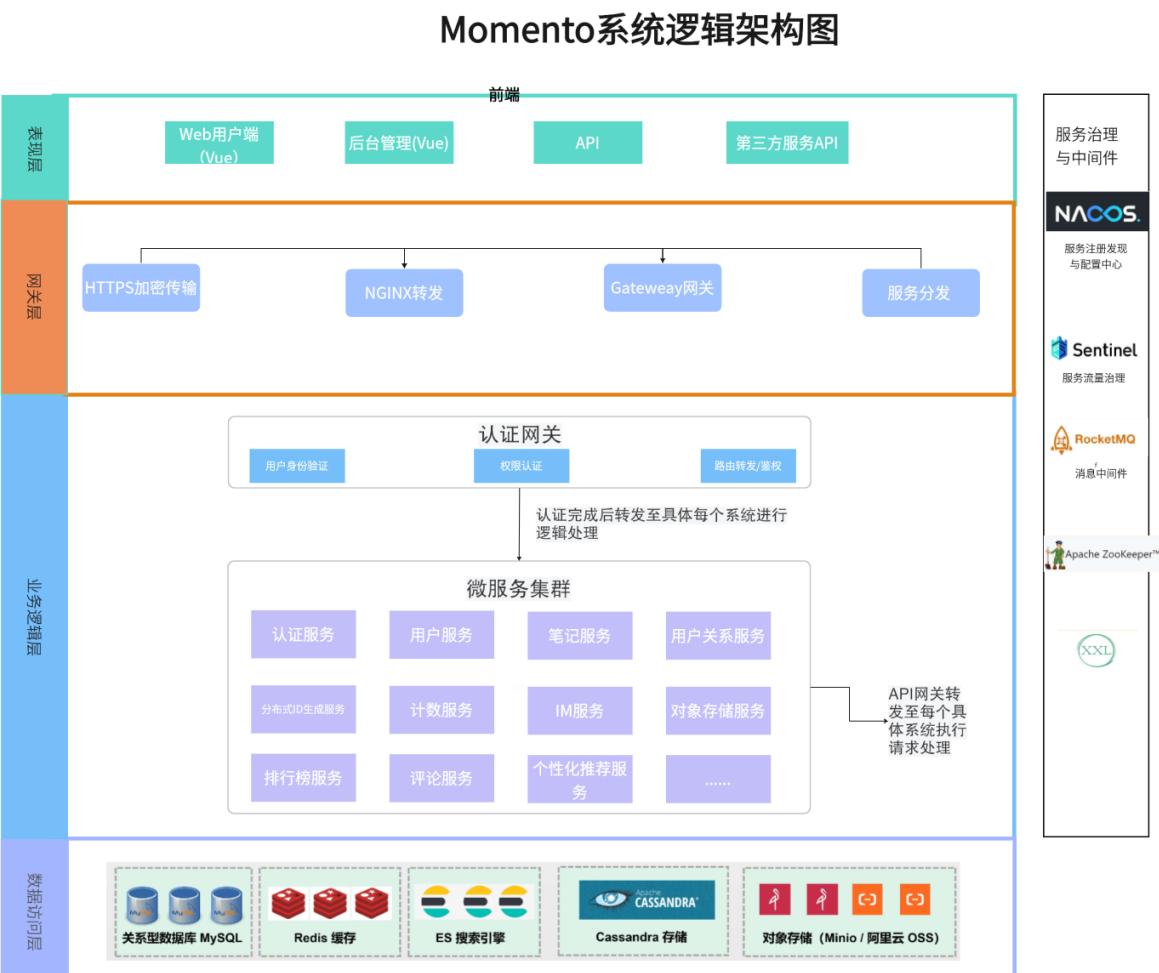 Momento系统逻辑架构图
前端
表现层
Web用户端
（Vue）
后台管理(Vue)
API
第三方服务API
网关层
HTTPS加密传输
NGINX转发
Gateweay网关
服务分发
业务逻辑层
认证网关
用户身份验证
权限认证
路由转发/鉴权
认证完成后转发至具体每个系统进行
逻辑处理
微服务集群
认证服务
用户服务
笔记服务
用户关系服务
分布式ID生成服务
计数服务
IM服务
对象存储服务
排行榜服务
评论服务
个性化推荐服
务
......
API网关转
发至每个具
体系统执行
请求处理
数据访问层
MySQL
MySQL
MySQL
关系型数据库 MySQL
Redis 缓存
ES 搜索引擎
Apache
CASSANDRA
Cassandra 存储
对象存储（Minio / 阿里云 OSS）
服务治理
与中间件
NACOS.
服务注册发现
与配置中心
Sentinel
服务流量治理
RocketMQ
消息中间件
Apache ZooKeeper™
XXL